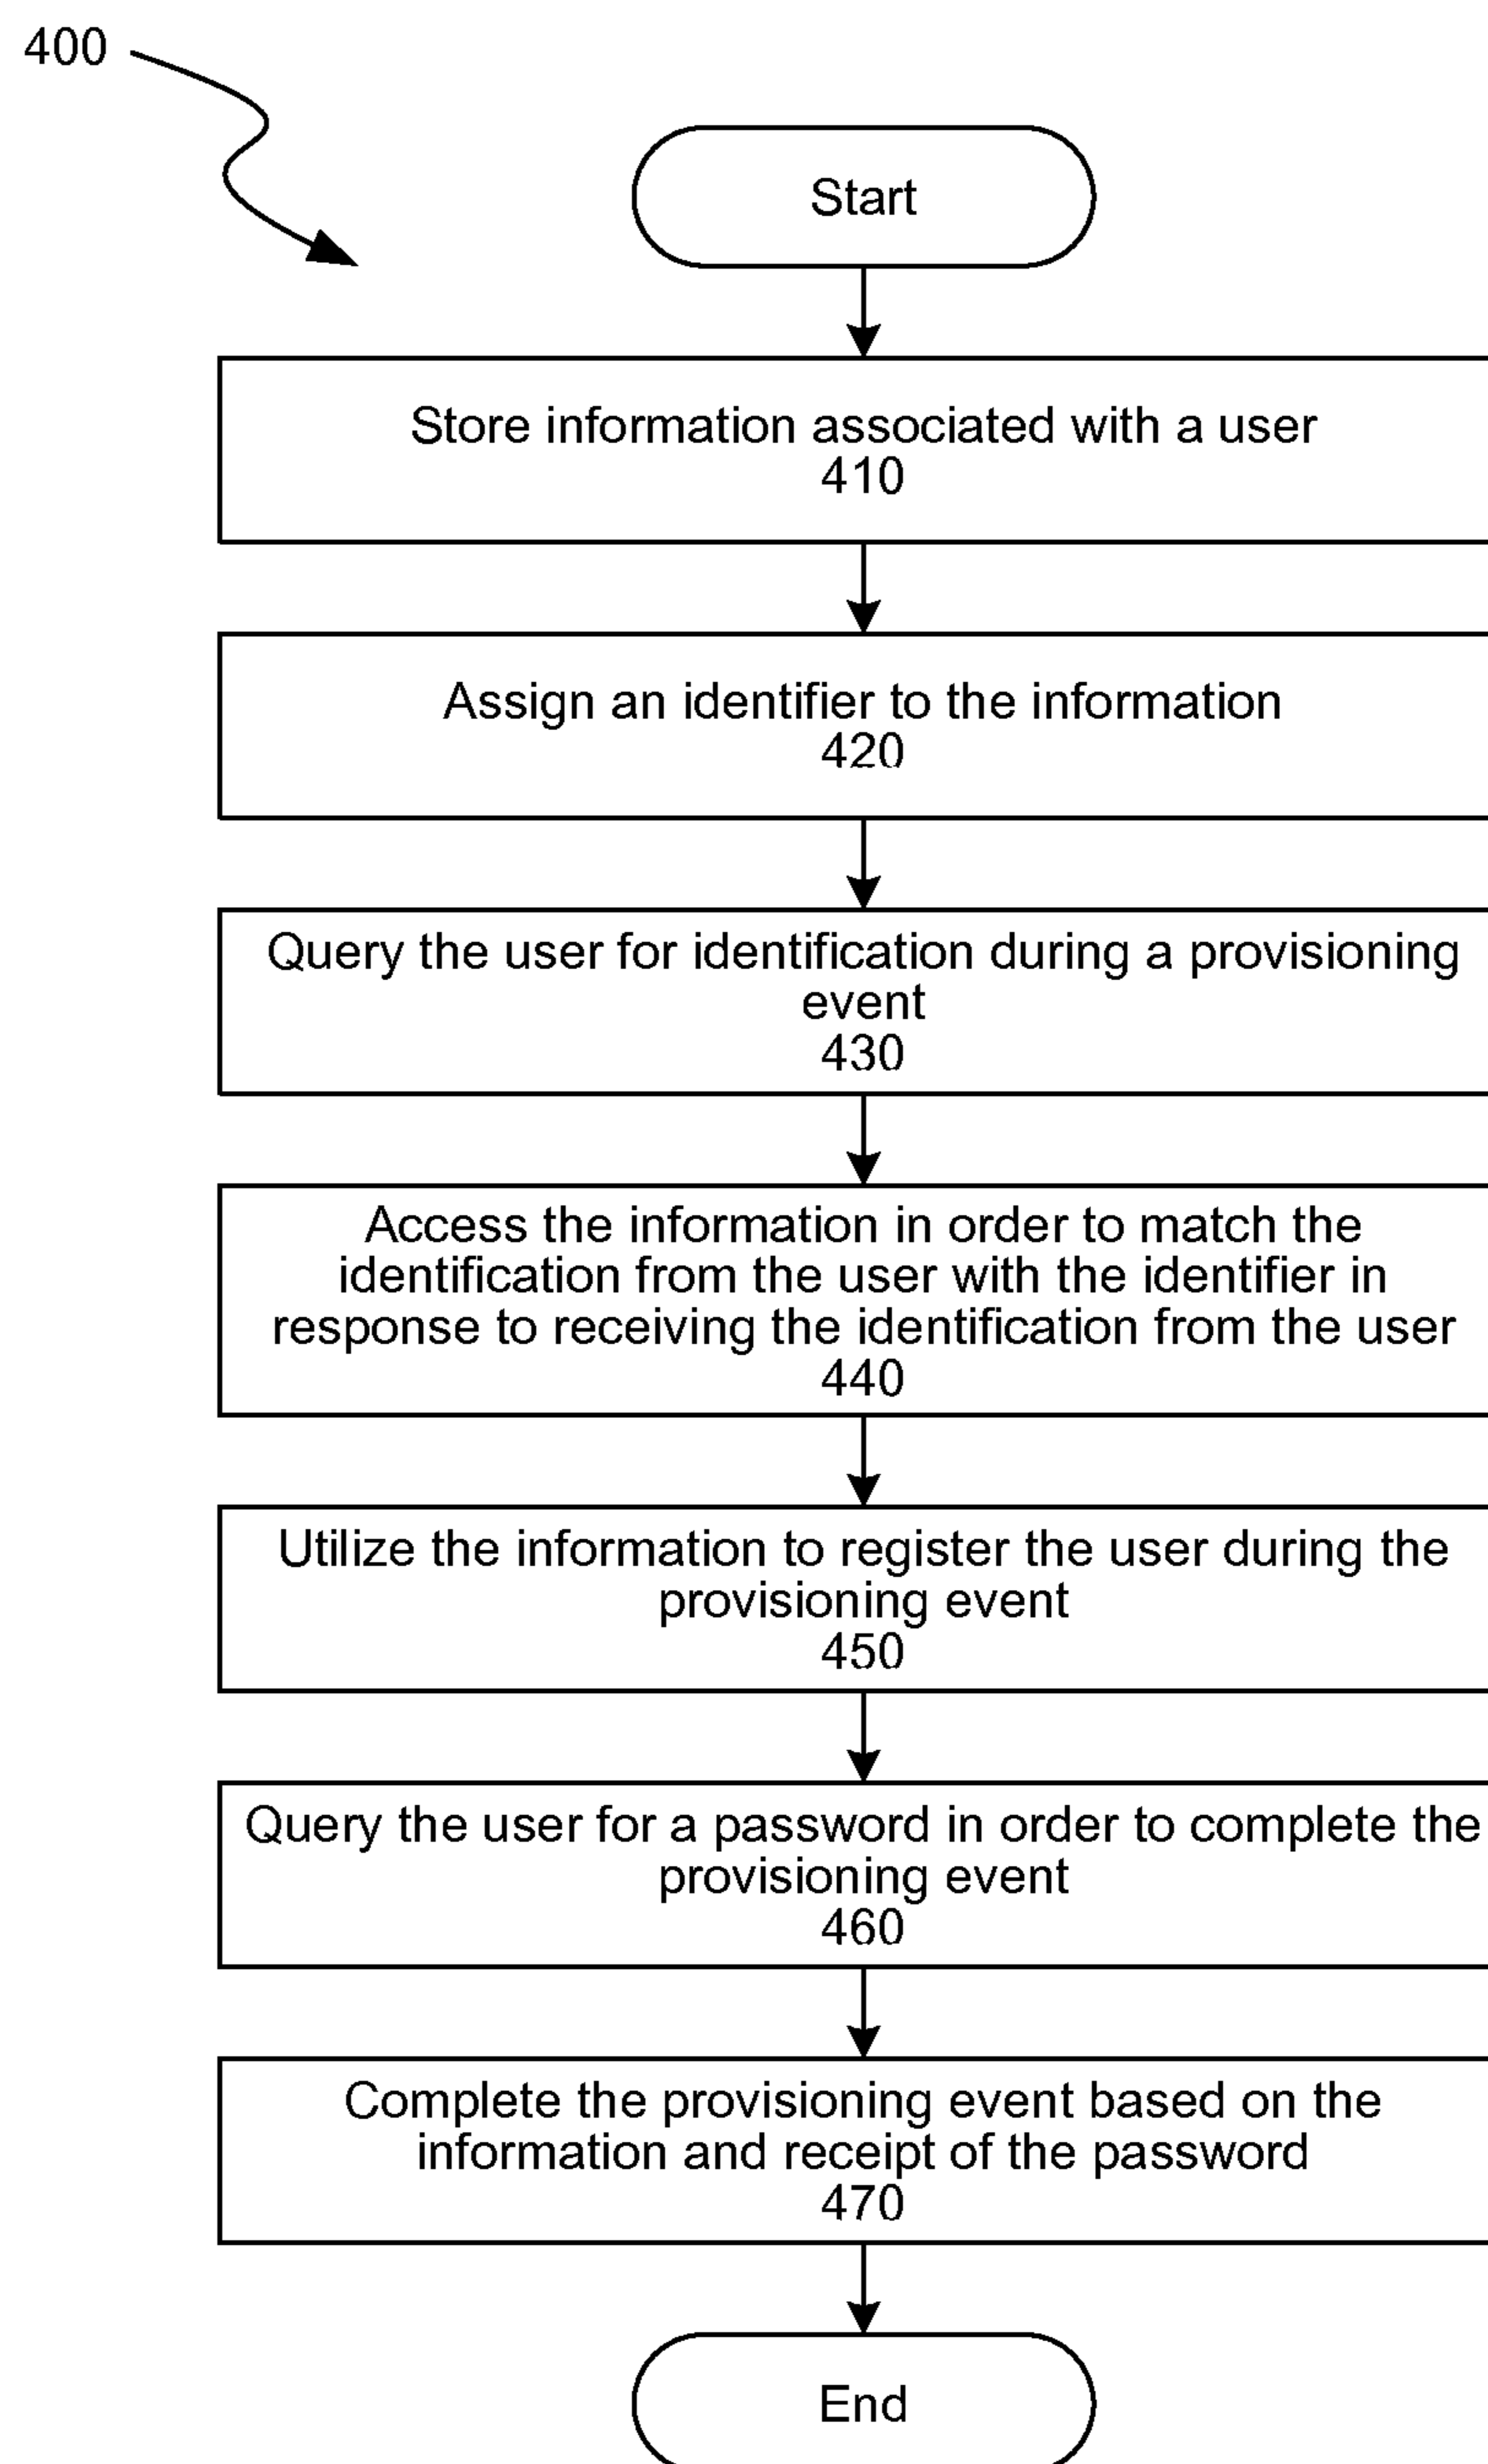 400
Start
Store information associated with a user
410
Assign an identifier to the information
420
Query the user for identification during a provisioning
event
430
Access the information in order to match the
identification from the user with the identifier in
response to receiving the identification from the user
440
Utilize the information to register the user during the
provisioning event
450
Query the user for a password in order to complete the
provisioning event
460
Complete the provisioning event based on the
information and receipt of the password
470
End